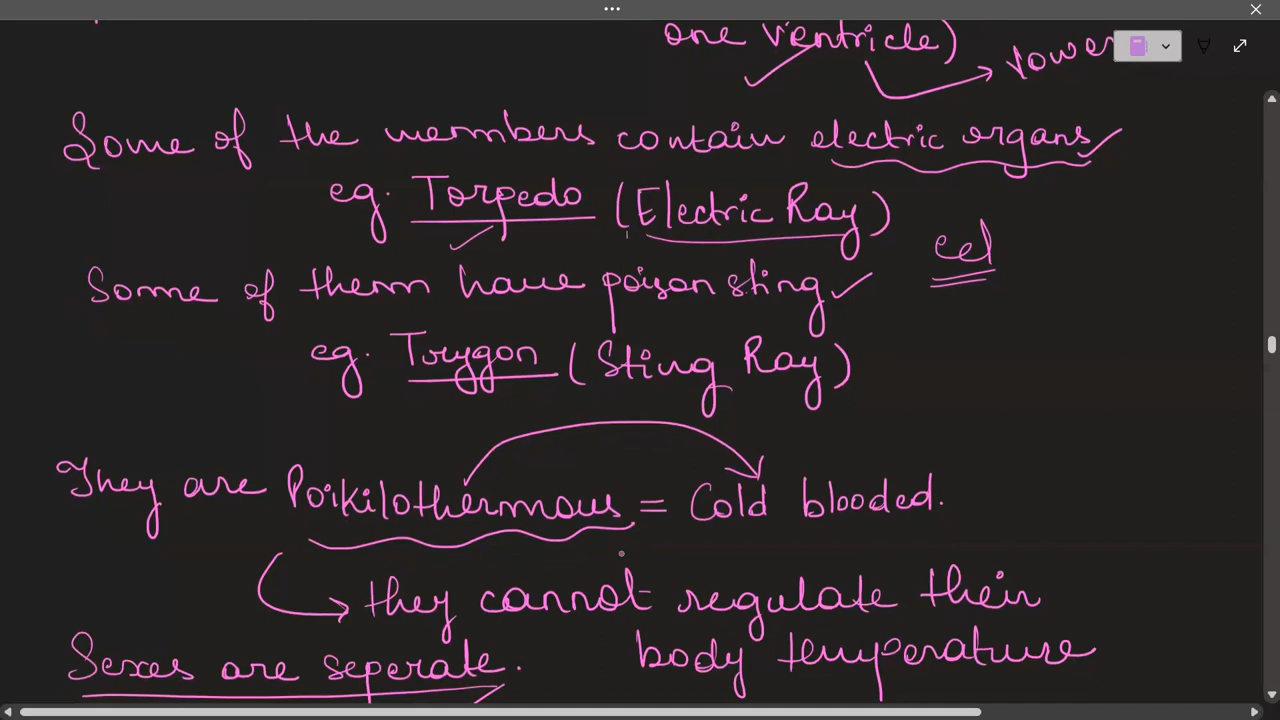 one ventricle)
lower
Some of the members contain electric organs
eg. Torpedo (Electric Ray)
eel
Some of them have poison sting
eg. Trygon (Sting Ray)
They are Poikilothermous = Cold blooded.
they cannot regulate their
body temperature
Sexes are seperate.